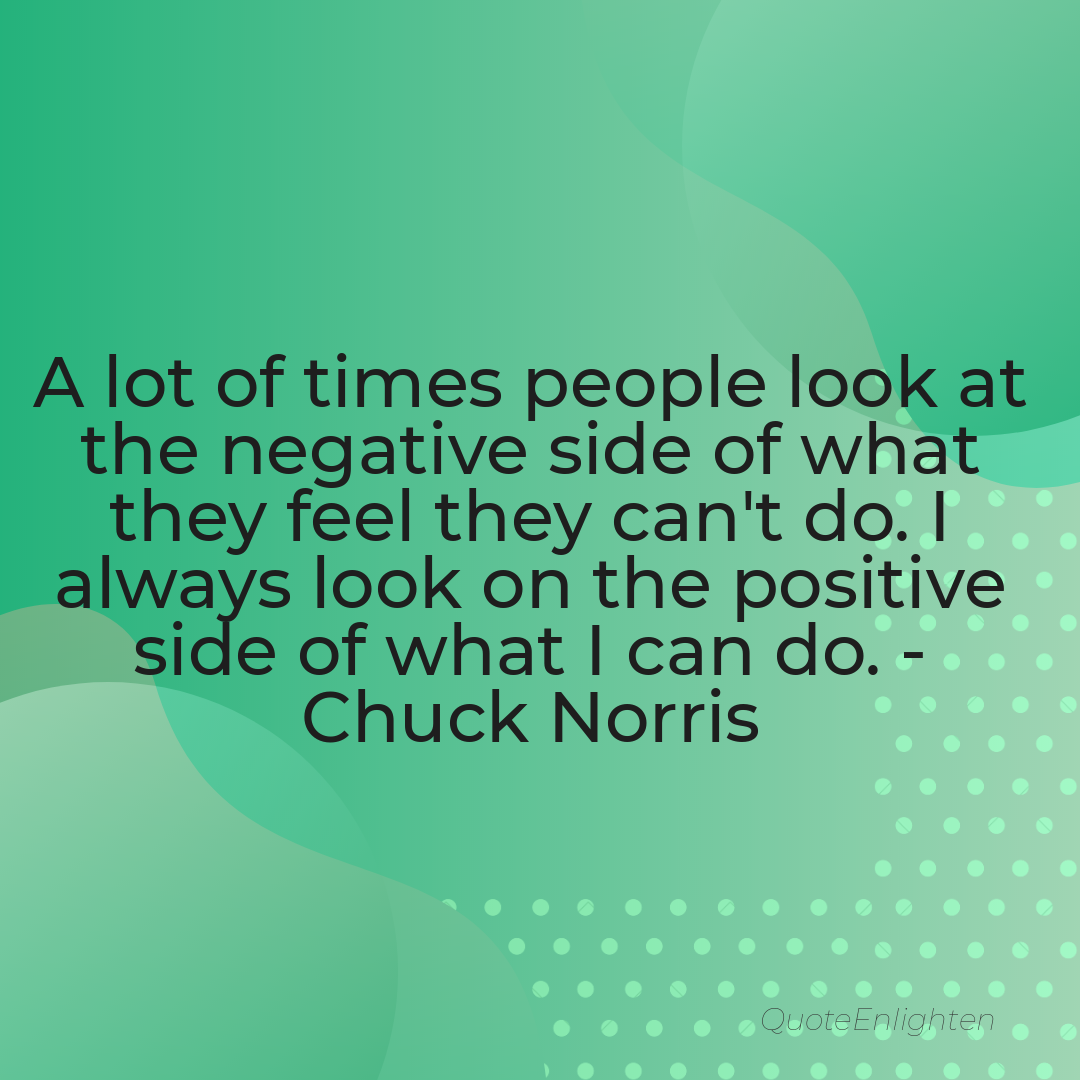 A lot of times people look at
the negative side of what
they feel they can't do. I
always look on the positive
side of what I can do. -
Chuck Norris
QuoteEnlighten